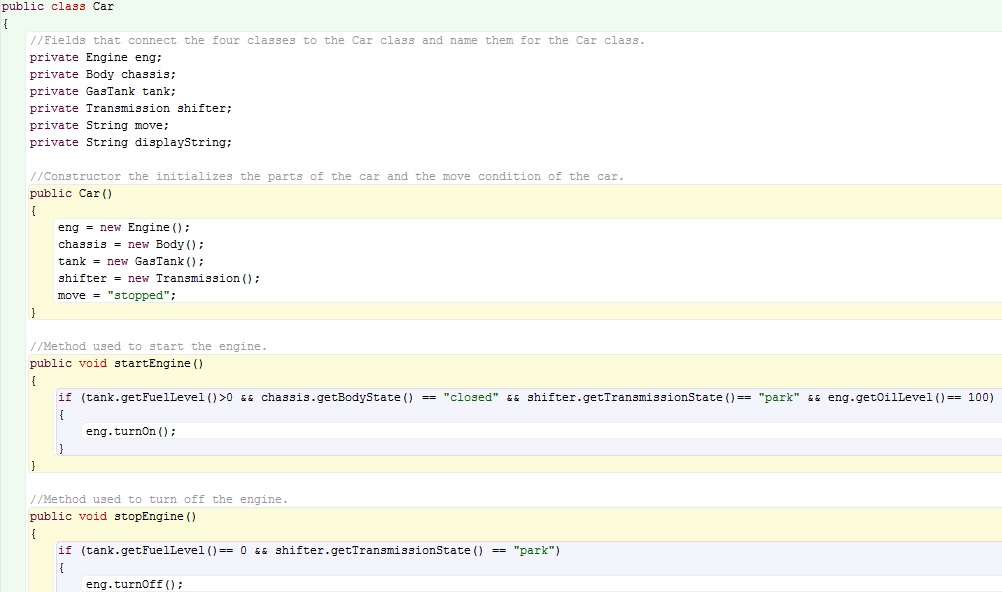 public class Car
{
//Fields that connect the four classes to the Car class and name them for the Car class.
private Engine eng;
private Body chassis;
private GasTank tank;
private Transmission shifter;
private String move;
private String displayString;
//Constructor the initializes the parts of the car and the move condition of the car.
public Car()
{
eng = new Engine();
chassis = new Body();
tank = new GasTank();
shifter = new Transmission();
move = "stopped";
}
//Method used to start the engine.
public void startEngine()
{
if (tank.getFuelLevel()>0 && chassis.getBodyState() == "closed" && shifter.getTransmissionState()== "park" && eng.getOilLevel()== 100)
{
eng.turnOn();
}
}
//Method used to turn off the engine.
public void stopEngine()
{
if (tank.getFuelLevel()== 0 && shifter.getTransmissionState() == "park")
{
eng.turnOff();